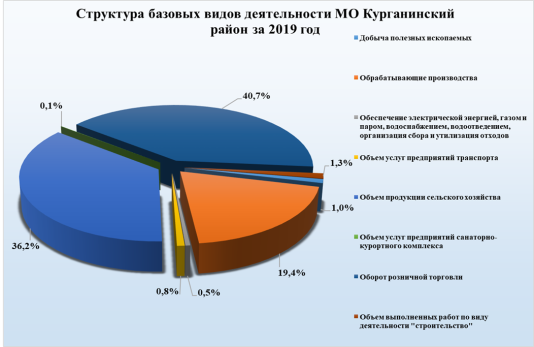 Структура базовых видов деятельности МО Курганинский
район за 2019 год
Добыча полезных ископаемых
Обрабатывающие производства
Обеспечение электрической энергией, газом и
паром, водоснабжением, водоотведением,
организация сбора и утилизация отходов
Объем услуг предприятий транспорта
Объем продукции сельского хозяйства
Объем услуг предприятий санаторно-
курортного комплекса
Оборот розничной торговли
Объем выполненных работ по виду
деятельности "строительство"
40,7%
0,1%
1,3%
1,0%
36,2%
19,4%
0,8%
0,5%